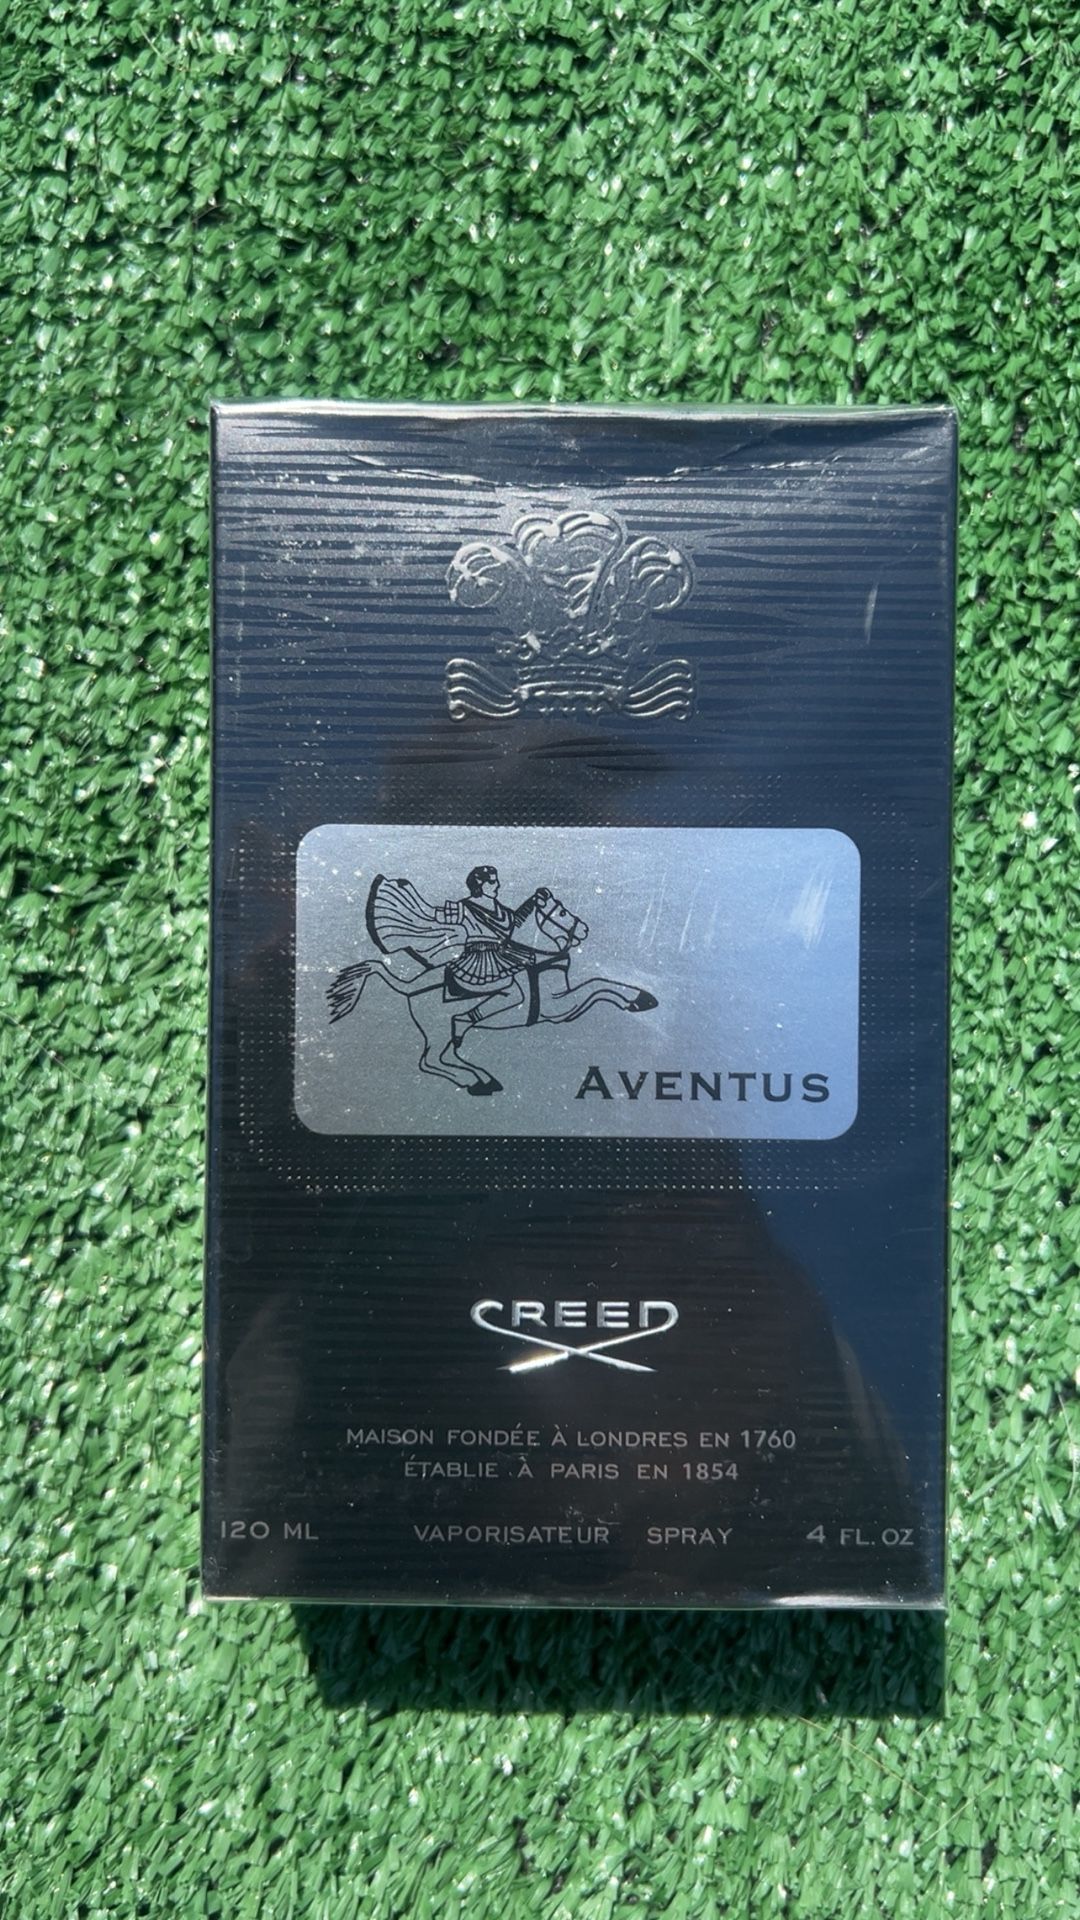 AVENTUS
CREED
MAISON FONDÉE À LONDRES EN 1760
ÉTABLIE À PARIS EN 1854
120 ML VAPORISATEUR SPRAY 4 FL. OZ